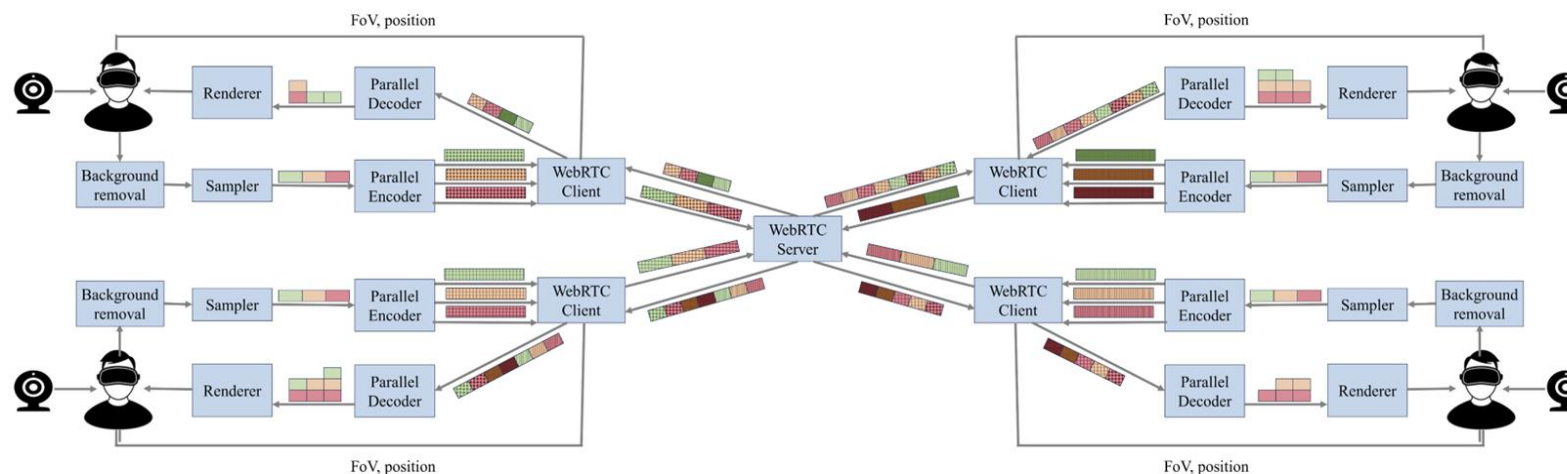 FoV, position
FoV, position
Renderer
Parallel
Decoder
Parallel
Decoder
Renderer
Background
removal
Sampler
Parallel
Encoder
WebRTC
Client
WebRTC
Client
Parallel
Encoder
Sampler
Background
removal
WebRTC
Server
Background
removal
Sampler
Parallel
Encoder
WebRTC
Client
WebRTC
Client
Parallel
Encoder
Sampler
Background
removal
Renderer
Parallel
Decoder
Parallel
Decoder
Renderer
FoV, position
FoV, position